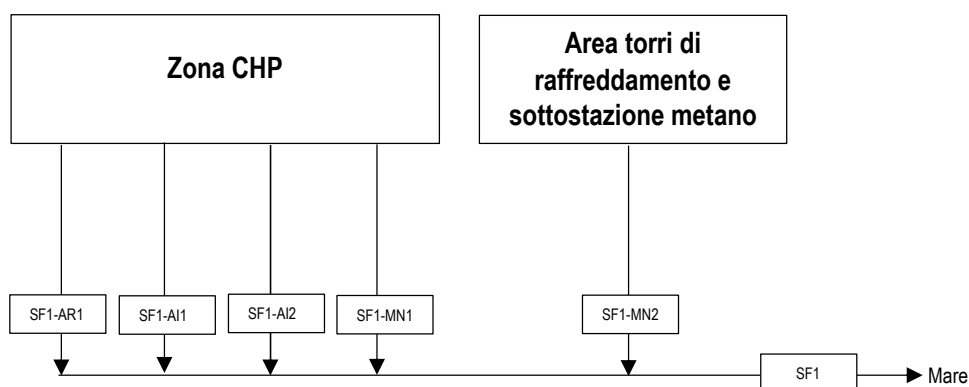 Zona CHP
Area torri di
raffreddamento e
sottostazione metano
SF1-AR1
SF1-AI1
SF1-AI2
SF1-MN1
SF1-MN2
SF1
Mare